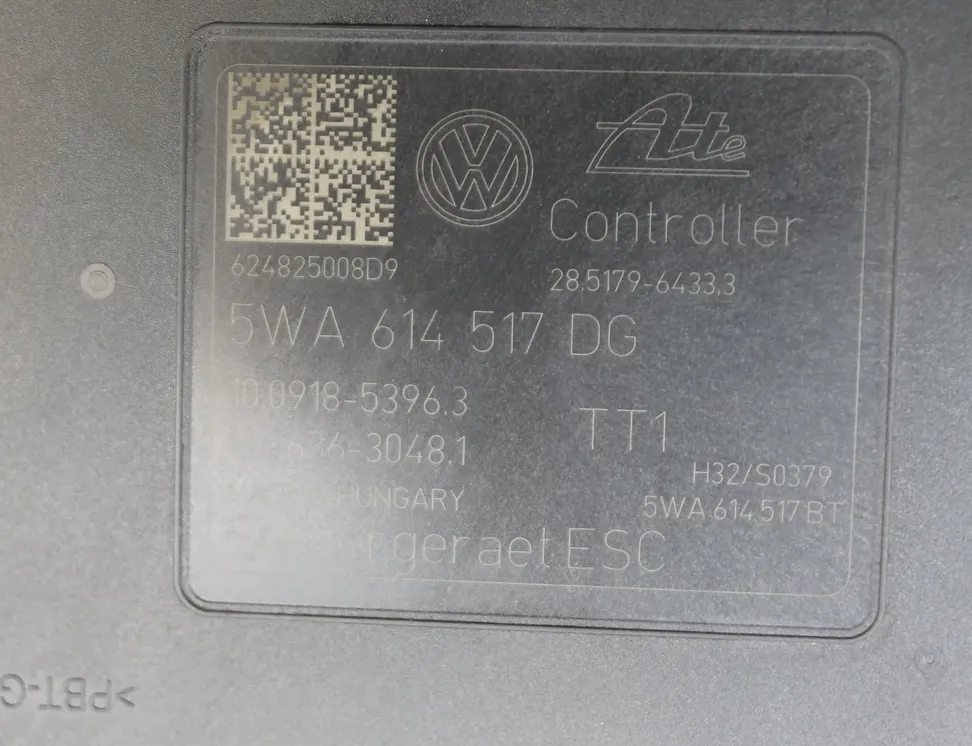 Ate
Controller
624825008D9
28.5179-6433.3
5WA 614 517 DG
10.0918-5396.3
TT1
3048.1
H32/S0379
HUNGARY
5WA 614 517 BT
ESC
>PBT-G